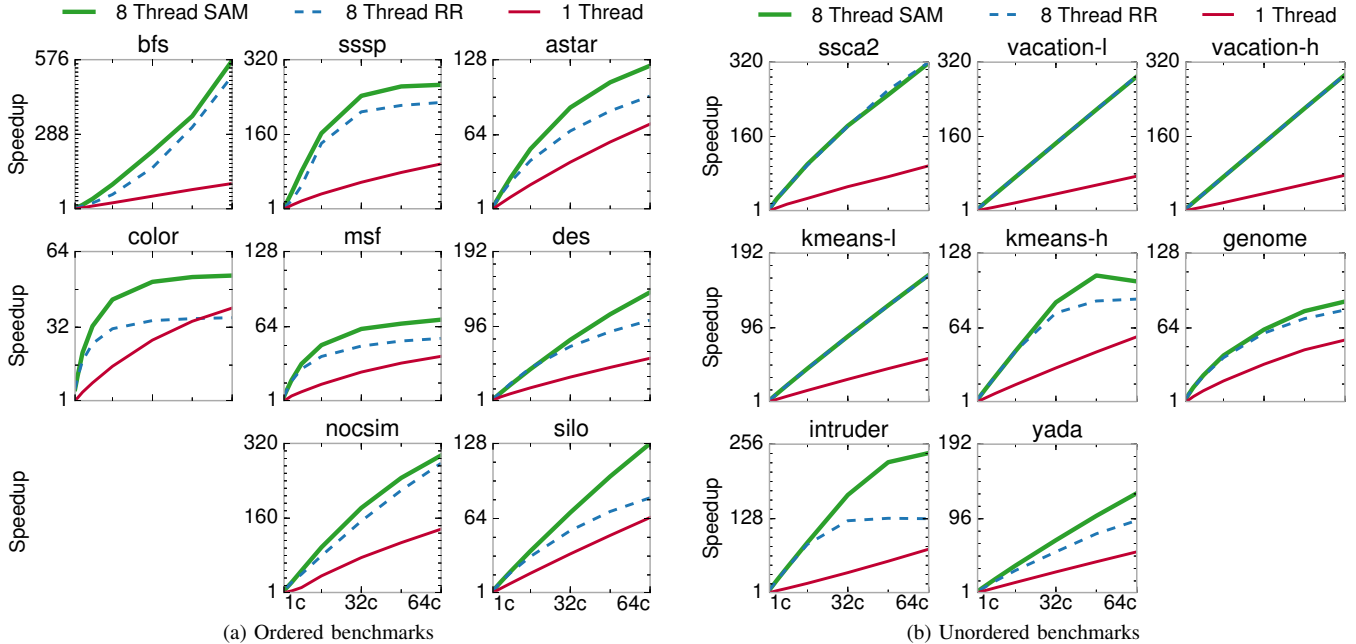 8 Thread SAM 8 Thread RR 1 Thread
8 Thread SAM 8 Thread RR 1 Thread
bfs sssp astar
576 320 128
288 160 64
1 1 1
Speedup
ssca2 vacation-l vacation-h
320 320 320
160 160 160
1 1 1
Speedup
color msf des
64 128 192
32 64 96
1 1 1
Speedup
kmeans-l kmeans-h genome
192 128 128
96 64 64
1 1 1
Speedup
nocsim silo
320 128
160 64
1 1
Speedup
1c 32c 64c 1c 32c 64c
intruder yada
256 192
128 96
1 1
Speedup
1c 32c 64c 1c 32c 64c
(a) Ordered benchmarks
(b) Unordered benchmarks